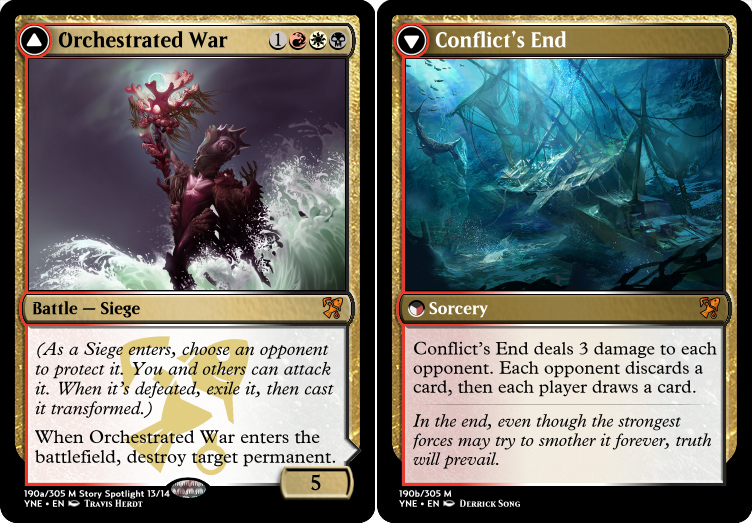 Orchestrated War
1
Battle — Siege
(As a Siege enters, choose an opponent
to protect it. You and others can attack
it. When it's defeated, exile it, then cast
it transformed.)
When Orchestrated War enters the
battlefield, destroy target permanent.
5
190a/305 M Story Spotlight 13/14
YNE • EN Travis Herdt
Conflict's End
Sorcery
Conflict's End deals 3 damage to each
opponent. Each opponent discards a
card, then each player draws a card.
In the end, even though the strongest
forces may try to smother it forever, truth
will prevail.
190b/305 M
YNE • EN Derrick Song